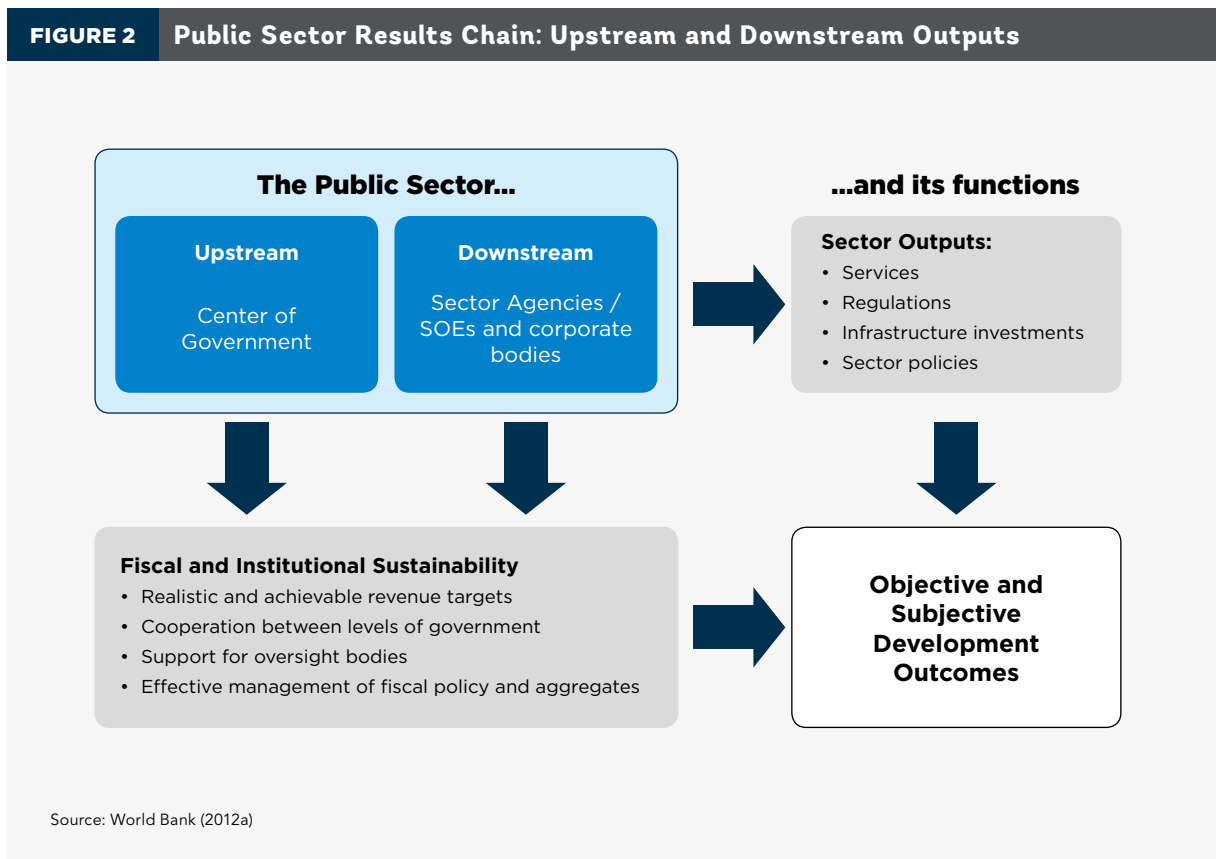 FIGURE 2
Public Sector Results Chain: Upstream and Downstream Outputs
The Public Sector...
Upstream
Center of
Government
Downstream
Sector Agencies /
SOEs and corporate
bodies
...and its functions
Sector Outputs:
• Services
• Regulations
• Infrastructure investments
• Sector policies
Fiscal and Institutional Sustainability
• Realistic and achievable revenue targets
• Cooperation between levels of government
• Support for oversight bodies
• Effective management of fiscal policy and aggregates
Objective and
Subjective
Development
Outcomes
Source: World Bank (2012a)